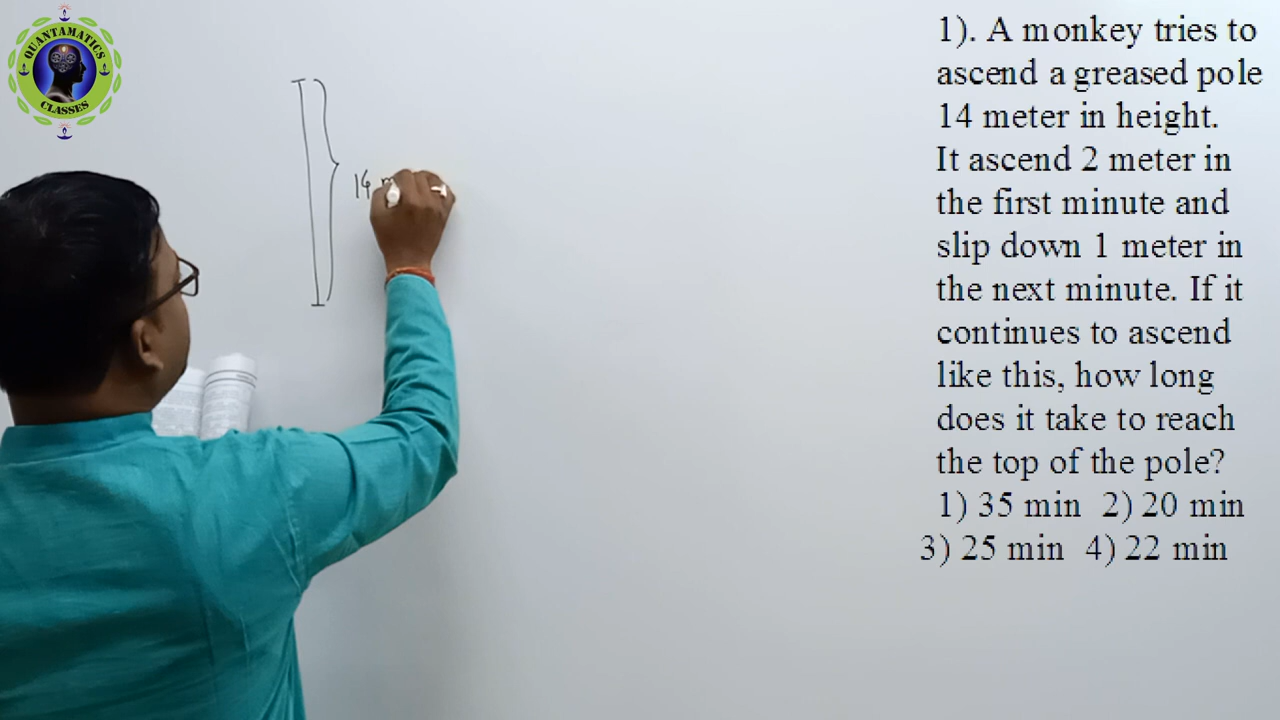 QUANTAMATICS
CLASSES
14 m
1). A monkey tries to
ascend a greased pole
14 meter in height.
It ascend 2 meter in
the first minute and
slip down 1 meter in
the next minute. If it
continues to ascend
like this, how long
does it take to reach
the top of the pole?
1) 35 min 2) 20 min
3) 25 min 4) 22 min